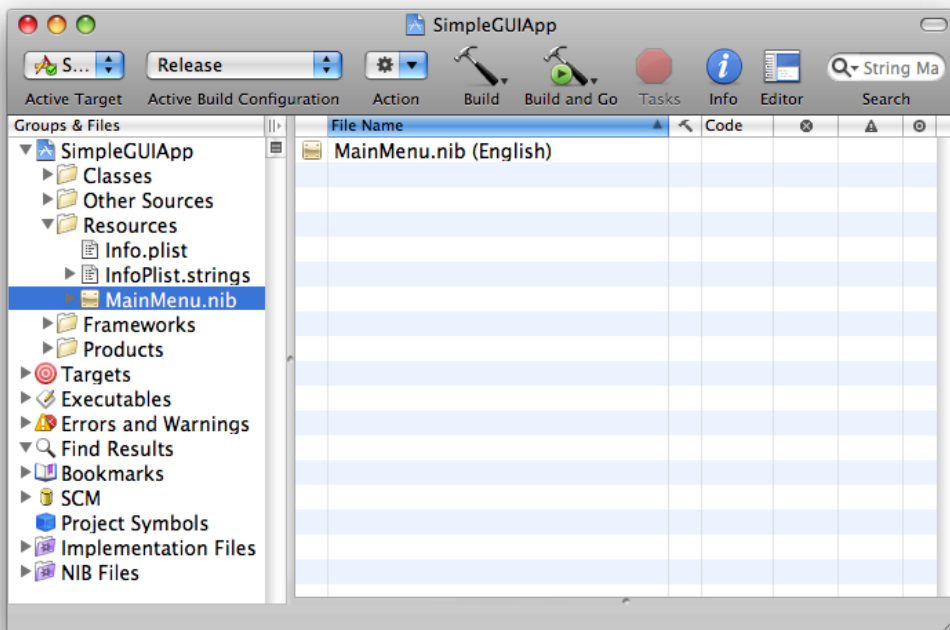 SimpleGUIApp
S... Release String Ma
Active Target Active Build Configuration Action Build Build and Go Tasks Info Editor Search
Groups & Files File Name Code
SimpleGUIApp MainMenu.nib (English)
Classes
Other Sources
Resources
Info.plist
InfoPlist.strings
MainMenu.nib
Frameworks
Products
Targets
Executables
Errors and Warnings
Find Results
Bookmarks
SCM
Project Symbols
Implementation Files
NIB Files